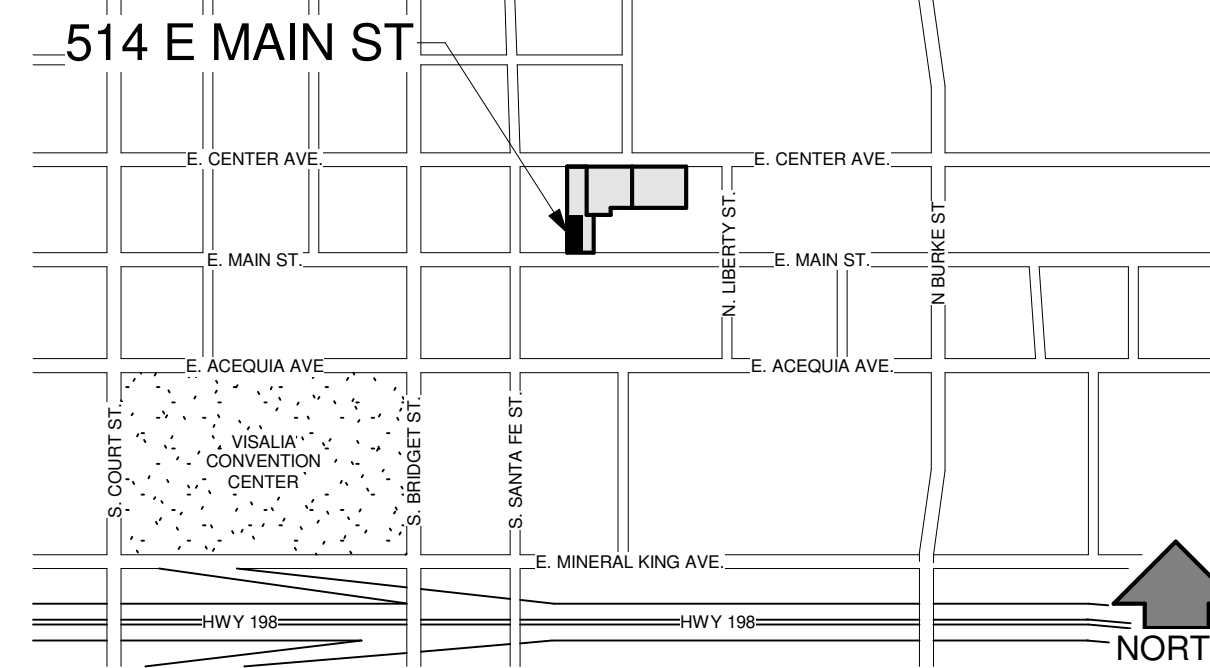 514 E MAIN ST
E. CENTER AVE.
E. CENTER AVE.
N. LIBERTY ST.
N BURKE ST
E. MAIN ST.
E. MAIN ST.
E. ACEQUIA AVE
E. ACEQUIA AVE.
S. COURT ST.
VISALIA
CONVENTION
CENTER
S. BRIDGET ST.
S. SANTA FE ST.
E. MINERAL KING AVE.
HWY 198
HWY 198
NORT